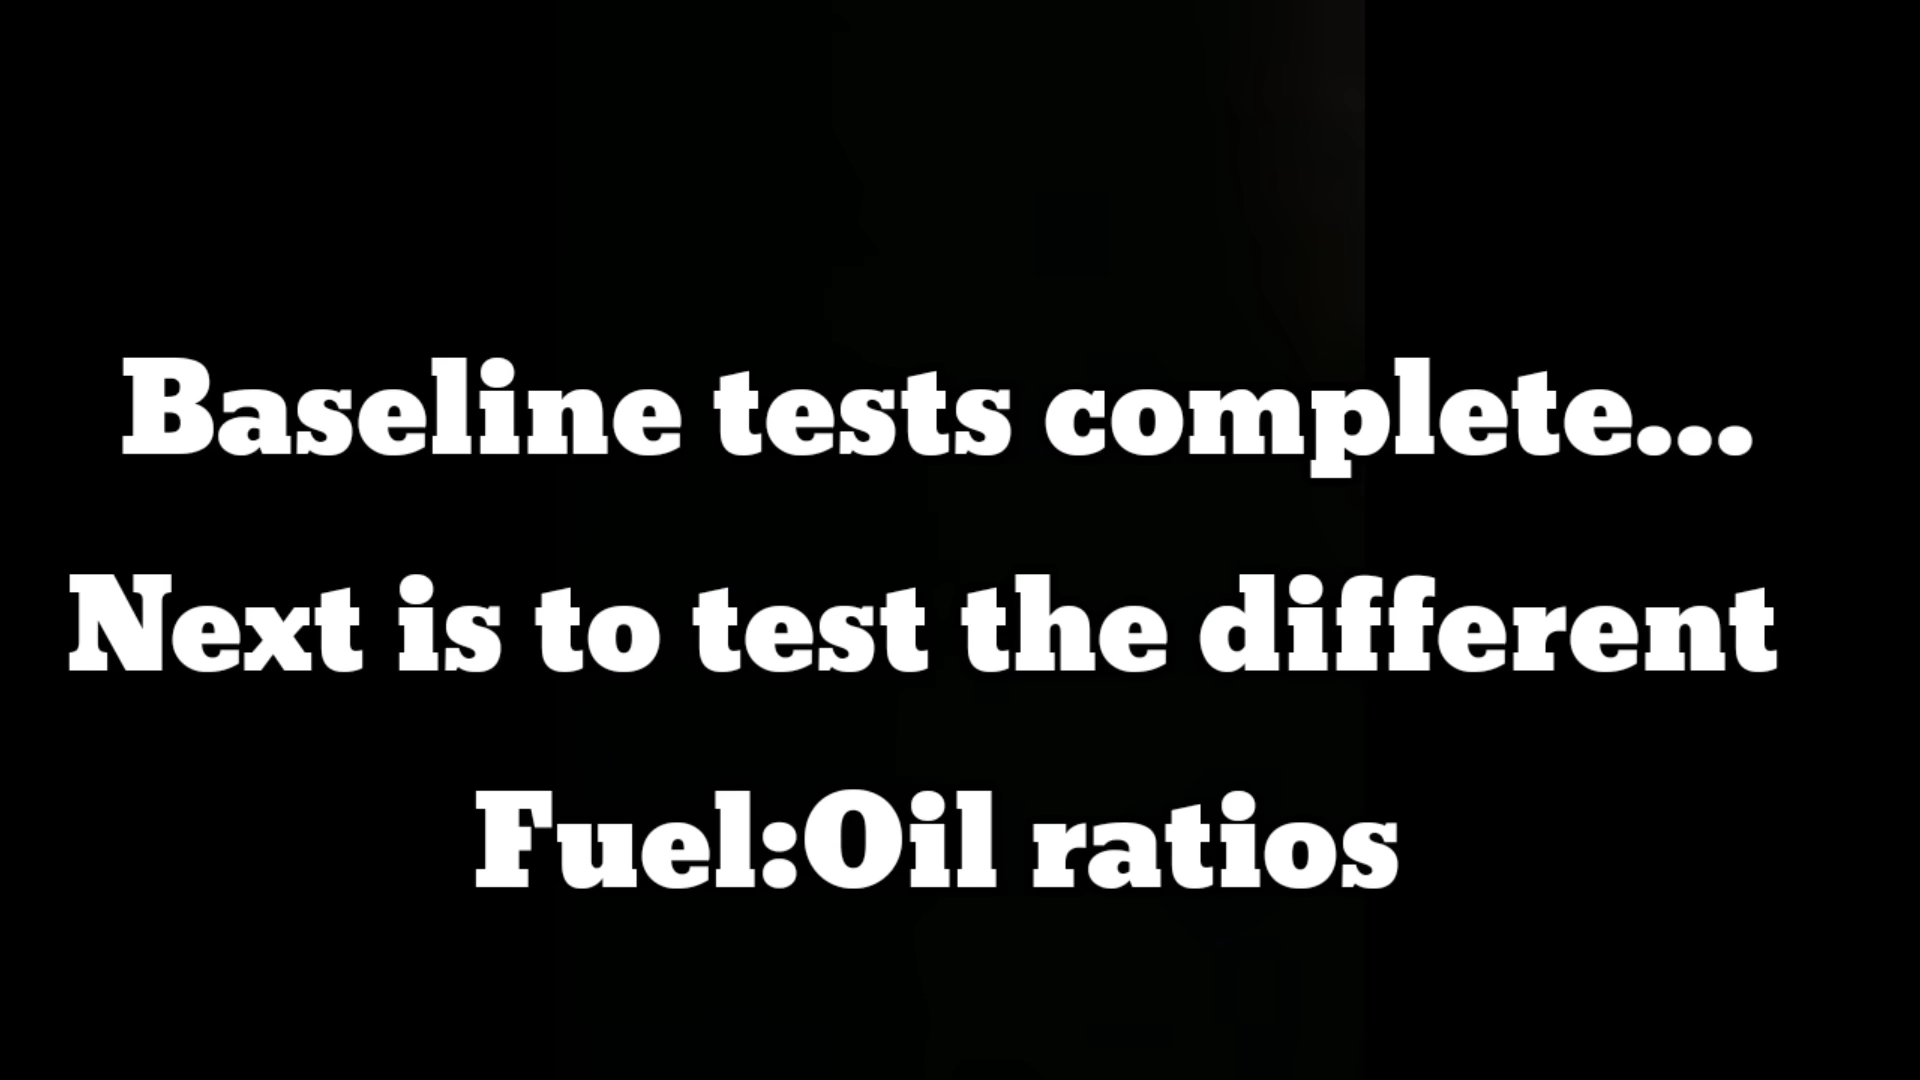 Baseline tests complete...
Next is to test the different
Fuel:Oil ratios